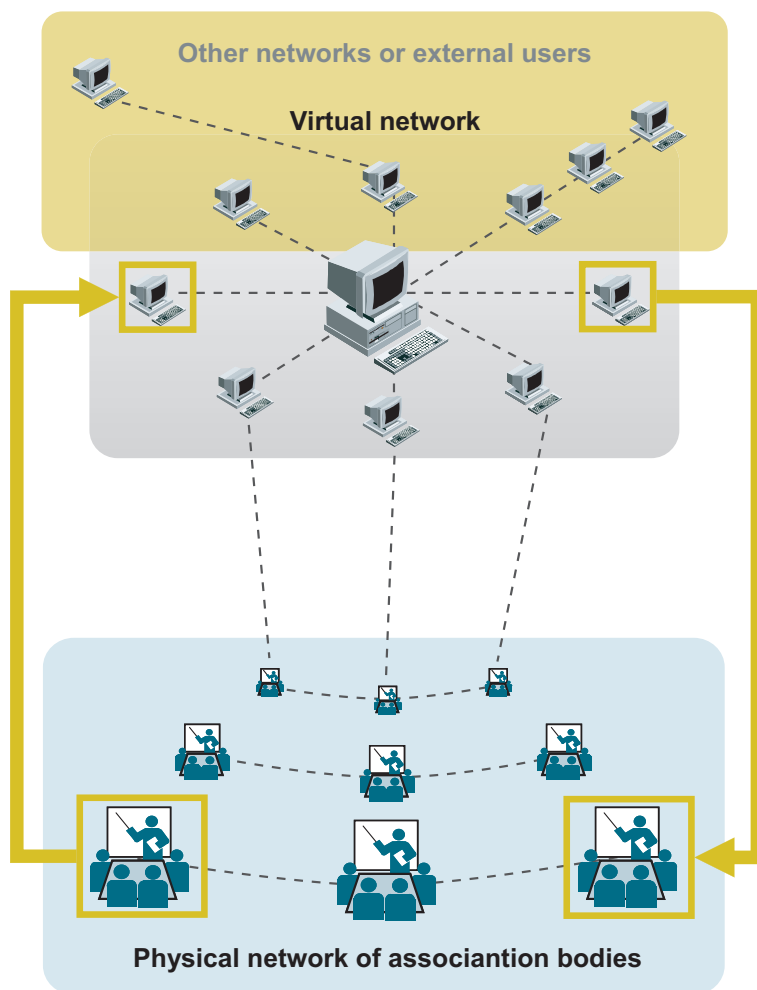 Other networks or external users
Virtual network
Physical network of associantion bodies